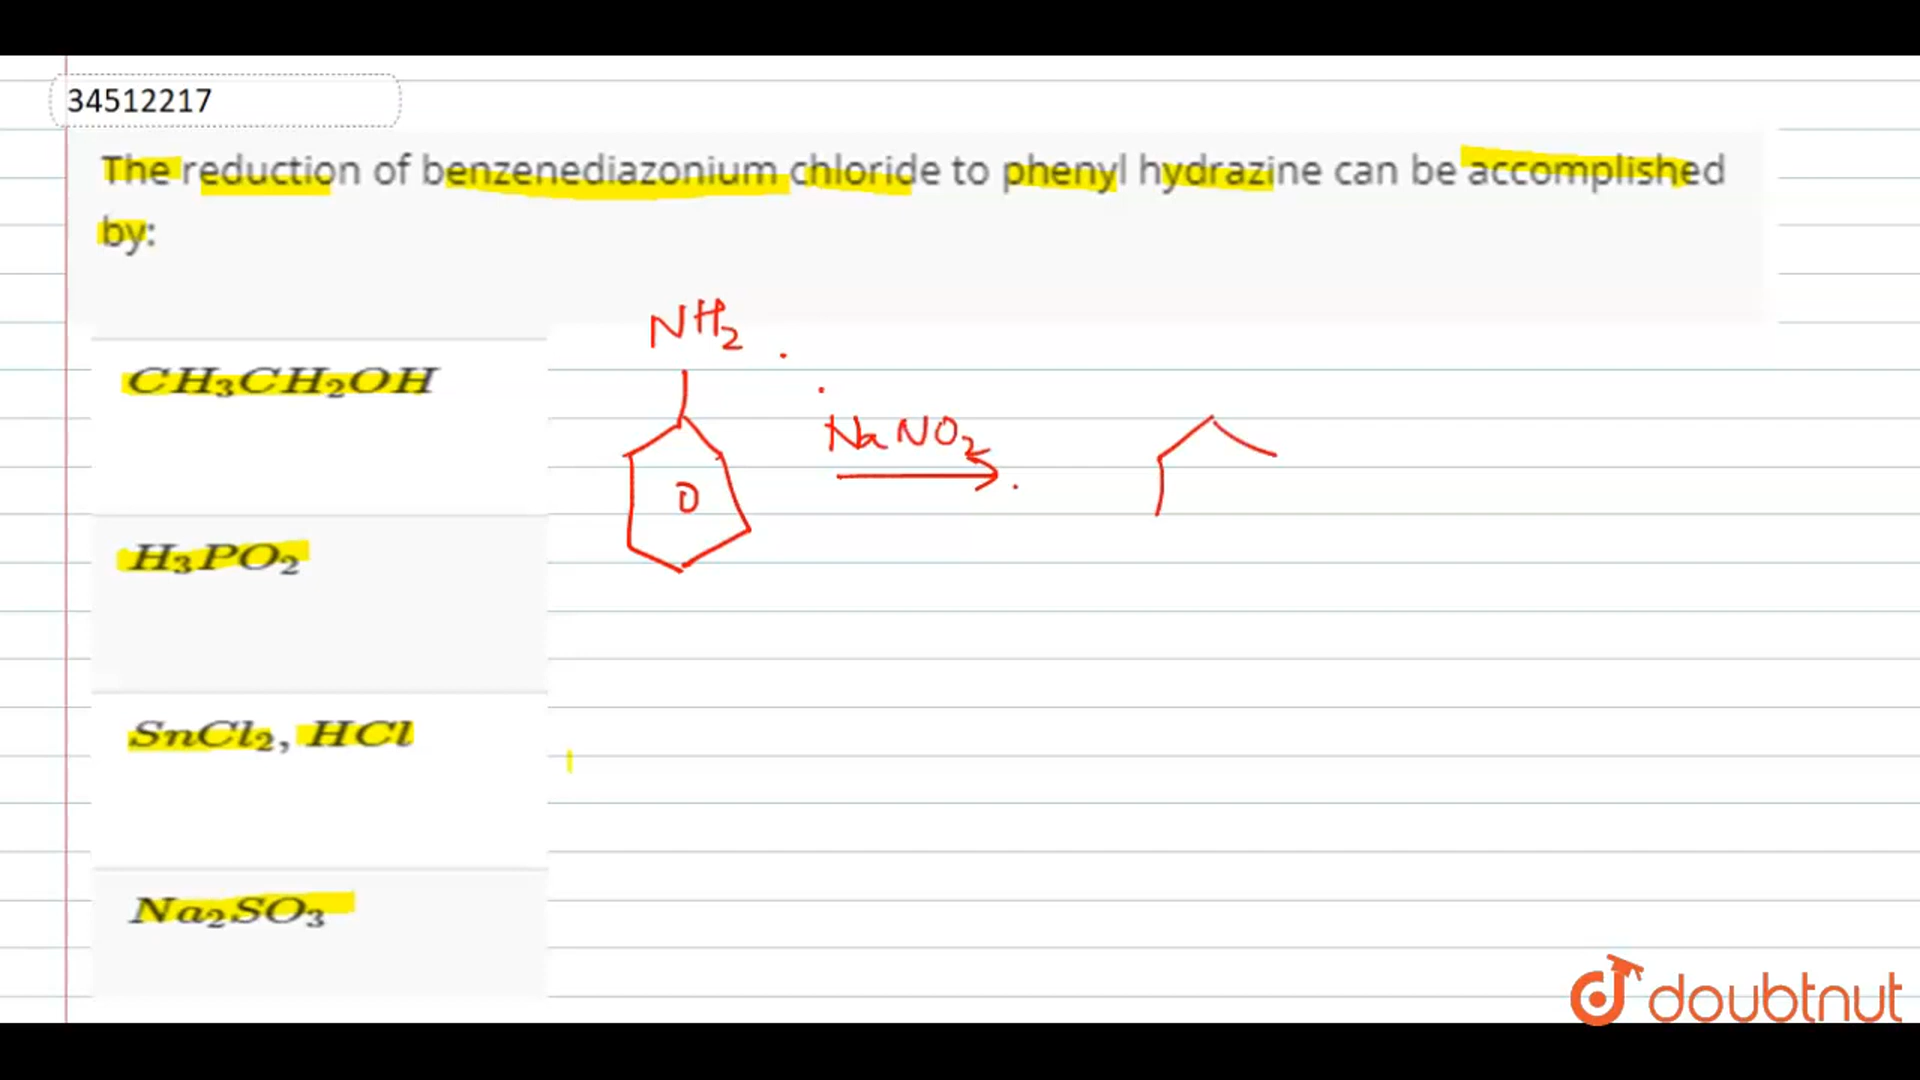 34512217
The reduction of benzenediazonium chloride to phenyl hydrazine can be accomplished
by:
NH2
CH3CH2OH
NaNO2
O
H3PO2
SnCl2, HCl
Na2SO3
doubtnut